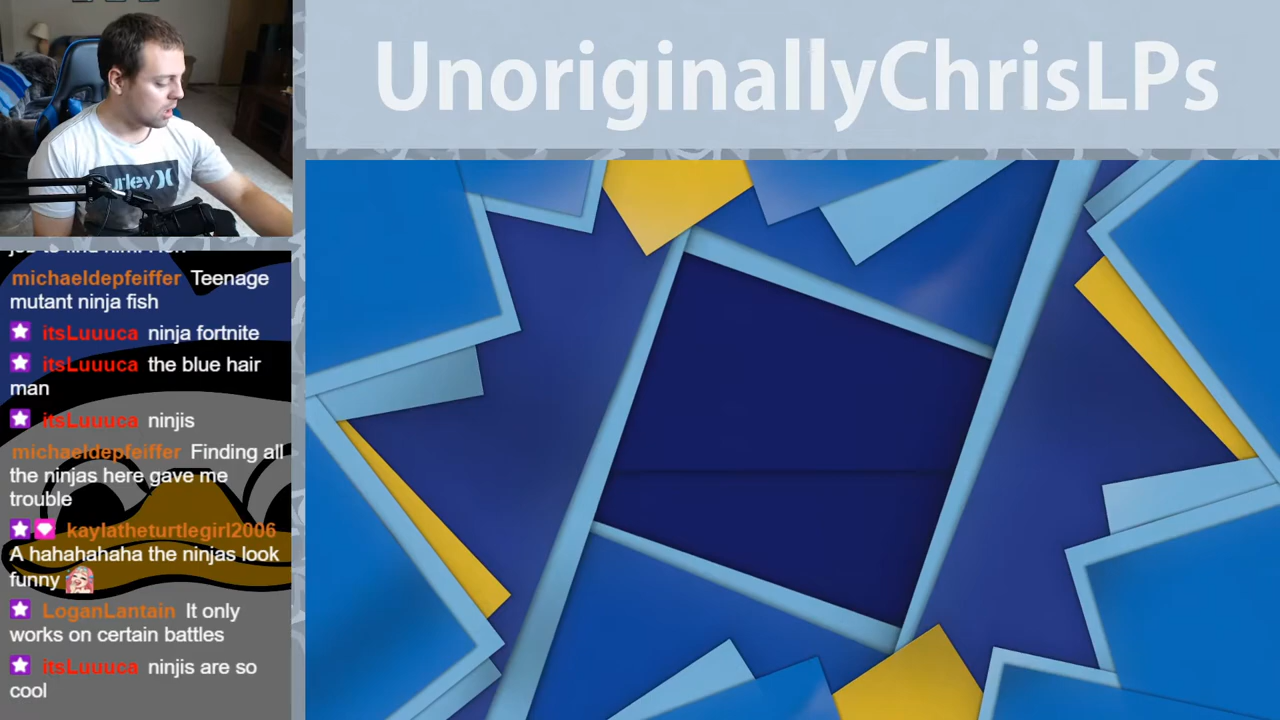 UnoriginallyChrisLPs
urley
michaeldepfeiffer Teenage
mutant ninja fish
itsLuuuca ninja fortnite
itsLuuuca the blue hair
man
itsLuuuca ninjis
michaeldepfeiffer Finding all
the ninjas here gave me
trouble
kaylatheturtlegirl2006
A hahahahaha the ninjas look
funny
LoganLantain It only
works on certain battles
itsLuuuca ninjis are so
cool